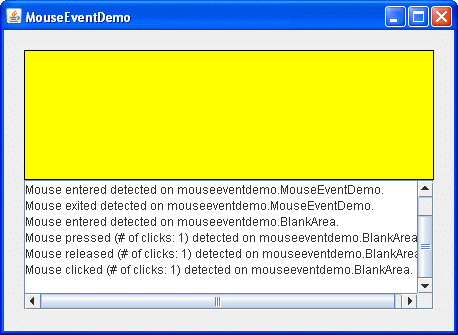 MouseEventDemo
Mouse entered detected on mouseeventdemo.MouseEventDemo.
Mouse exited detected on mouseeventdemo.MouseEventDemo.
Mouse entered detected on mouseeventdemo.BlankArea.
Mouse pressed (# of clicks: 1) detected on mouseeventdemo.BlankArea
Mouse released (# of clicks: 1) detected on mouseeventdemo.BlankArea
Mouse clicked (# of clicks: 1) detected on mouseeventdemo.BlankArea.